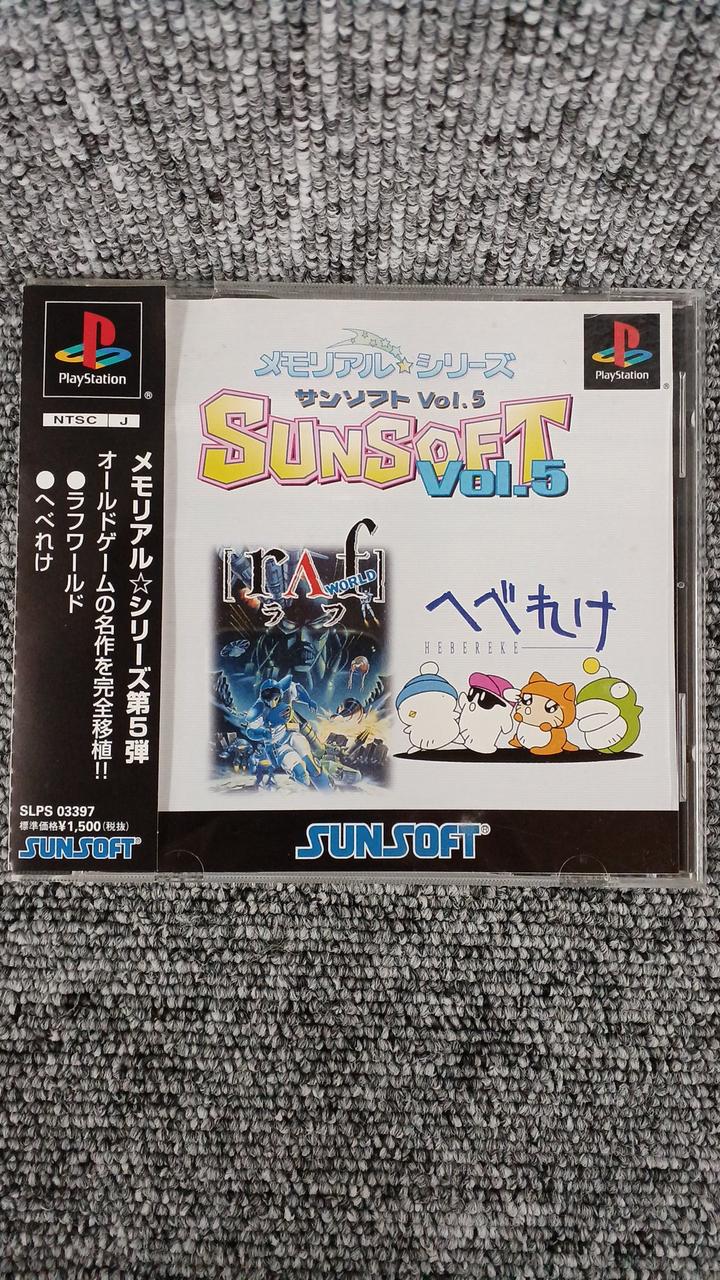 PlayStation
®
NTSC J
メモリアル☆シリーズ第5弾
オールドゲームの名作を完全移植!!
●ラフワールド
●へべれけ
SLPS 03397
標準価格¥1,500(税抜)
SUNSOFT®
PlayStation
®
メモリアル☆シリーズ
サンソフト Vol.5
SUNSOFT
Vol.5
[raf]
WORLD
ラフ
へべれけ
HEBEREKE
SUNSOFT®